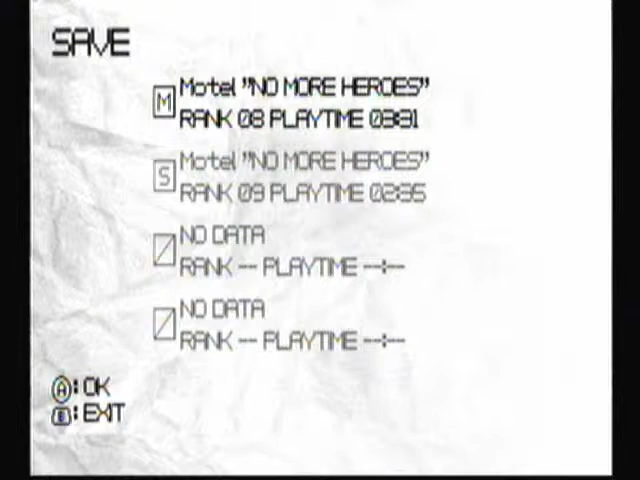 SAVE
M
Motel "NO MORE HEROES"
RANK 08 PLAYTIME 03:31
S
Motel "NO MORE HEROES"
RANK 09 PLAYTIME 02:35
NO DATA
RANK -- PLAYTIME --:--
NO DATA
RANK -- PLAYTIME --:--
A: OK
B: EXIT